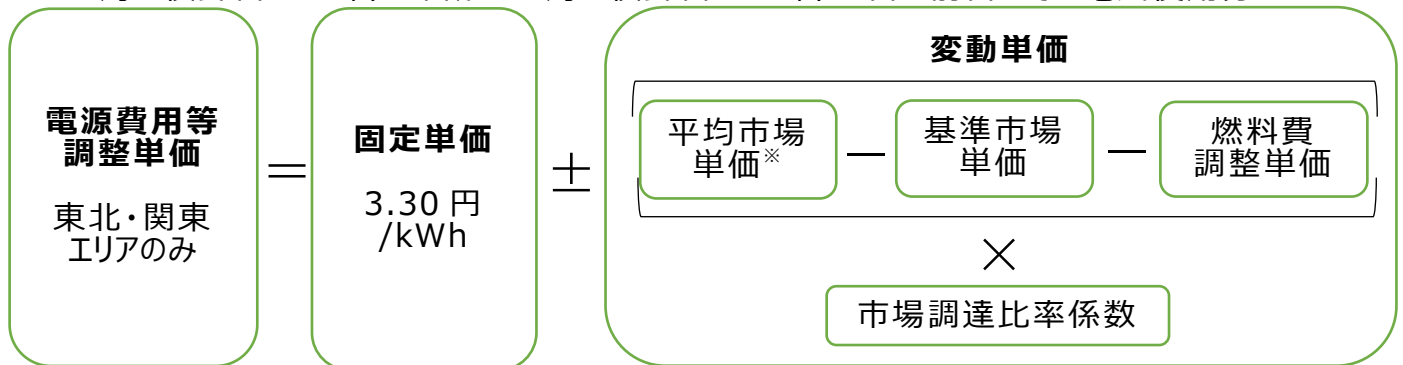 変動単価
電源費用等
調整単価
東北・関東
エリアのみ
＝
固定単価
3.30 円
/kWh
±
平均市場
単価※
―
基準市場
単価
―
燃料費
調整単価
×
市場調達比率係数